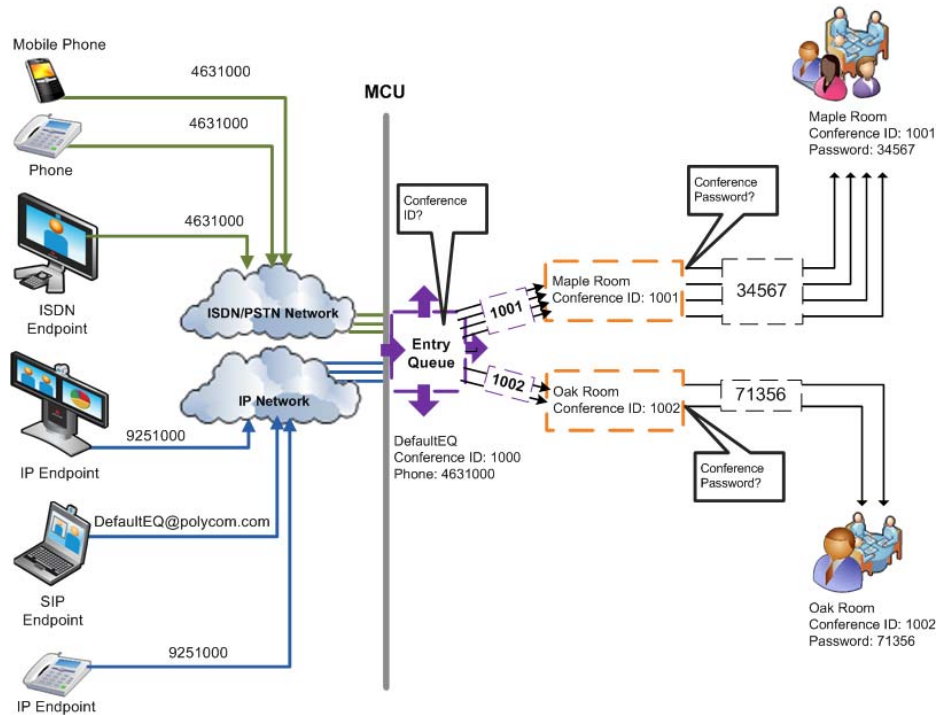 Mobile Phone
4631000
MCU
4631000
Phone
4631000
ISDN
Endpoint
ISDN/PSTN Network
IP Network
9251000
IP Endpoint
DefaultEQ@polycom.com
SIP
Endpoint
9251000
IP Endpoint
Conference
ID?
Entry
Queue
DefaultEQ
Conference ID: 1000
Phone: 4631000
1001
1002
Maple Room
Conference ID: 1001
Oak Room
Conference ID: 1002
Conference
Password?
34567
71356
Conference
Password?
Maple Room
Conference ID: 1001
Password: 34567
Oak Room
Conference ID: 1002
Password: 71356